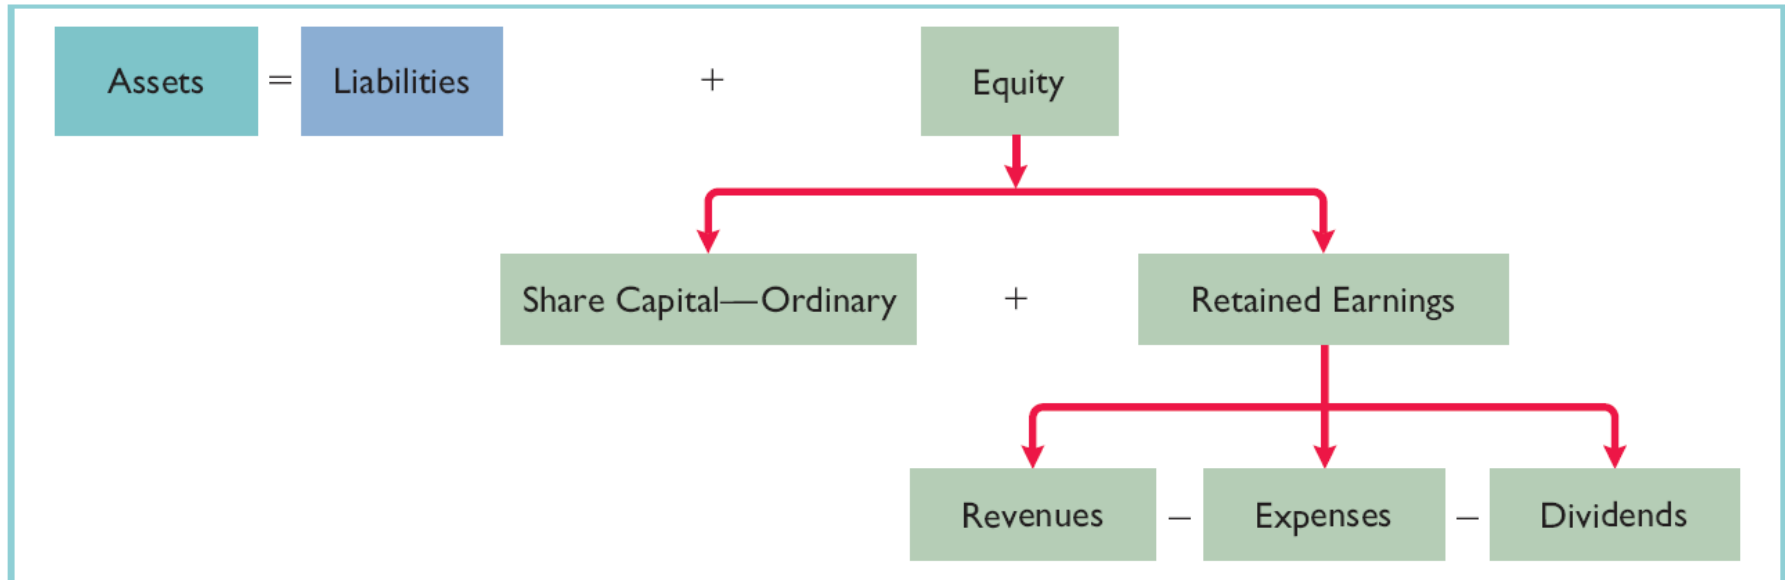 Assets = Liabilities + Equity
Share Capital—Ordinary + Retained Earnings
Revenues – Expenses – Dividends